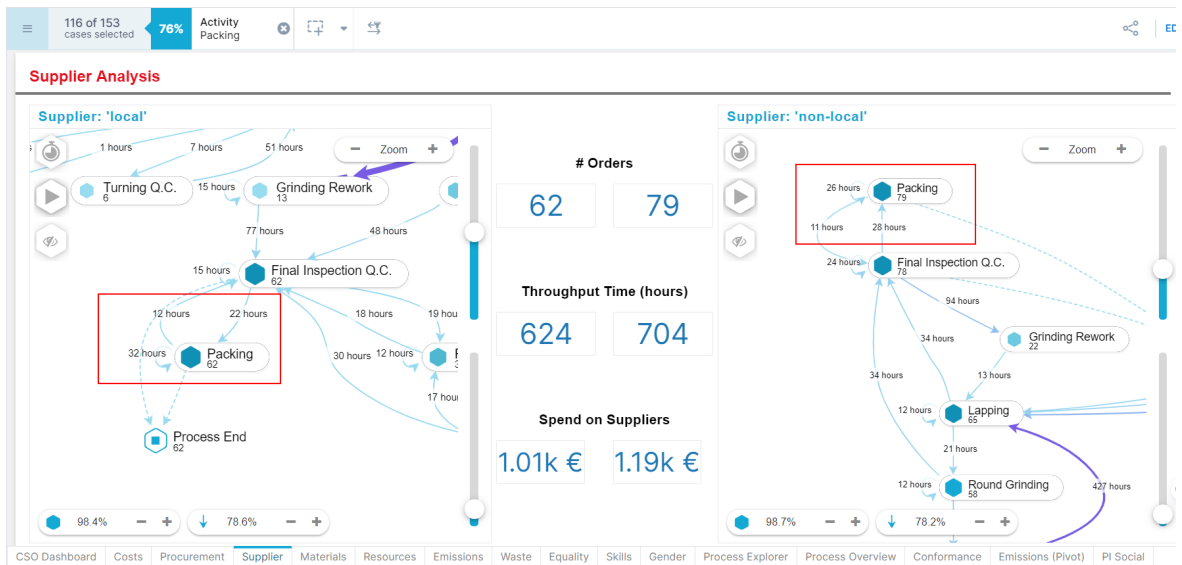 116 of 153
cases selected
76%
Activity
Packing
Supplier Analysis
Supplier: 'local'
1 hours
7 hours
51 hours
Zoom
Turning Q.C.
6
15 hours
Grinding Rework
13
77 hours
48 hours
15 hours
Final Inspection Q.C.
62
12 hours
22 hours
18 hours
19 hou
32 hours
Packing
62
30 hours
12 hours
17 hour
Process End
62
98.4%
78.6%
# Orders
62
79
Throughput Time (hours)
624
704
Spend on Suppliers
1.01k €
1.19k €
Supplier: 'non-local'
Zoom
26 hours
Packing
79
11 hours
28 hours
24 hours
Final Inspection Q.C.
78
94 hours
34 hours
Grinding Rework
22
34 hours
13 hours
12 hours
Lapping
65
21 hours
12 hours
Round Grinding
58
427 hours
98.7%
78.2%
CSO Dashboard
Costs
Procurement
Supplier
Materials
Resources
Emissions
Waste
Equality
Skills
Gender
Process Explorer
Process Overview
Conformance
Emissions (Pivot)
PI Social